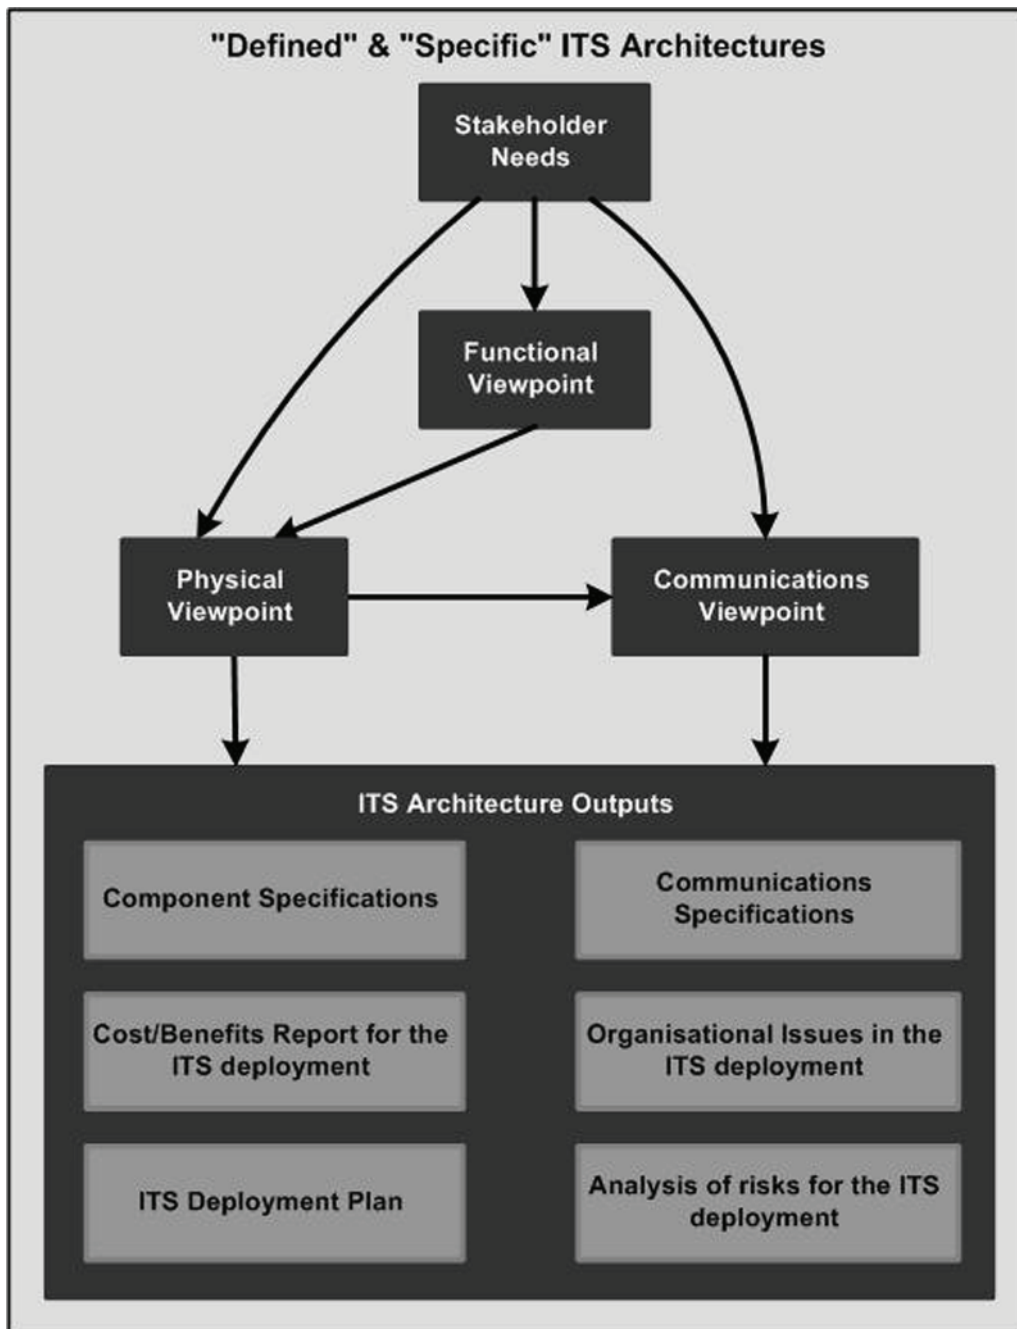 "Defined" & "Specific" ITS Architectures
Stakeholder
Needs
Functional
Viewpoint
Physical
Viewpoint
Communications
Viewpoint
ITS Architecture Outputs
Component Specifications
Communications
Specifications
Cost/Benefits Report for the
ITS deployment
Organisational Issues in the
ITS deployment
ITS Deployment Plan
Analysis of risks for the ITS
deployment